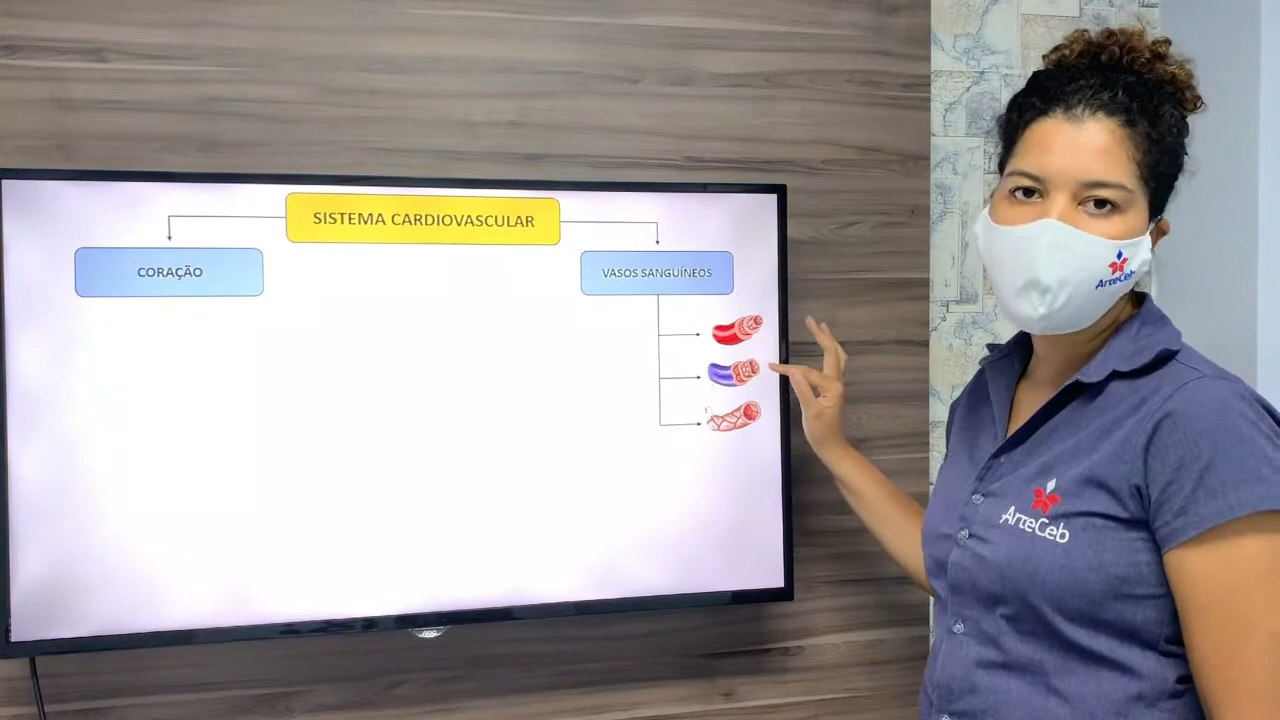 SISTEMA CARDIOVASCULAR
CORAÇÃO
VASOS SANGUÍNEOS
ArteCeb
ArteCeb